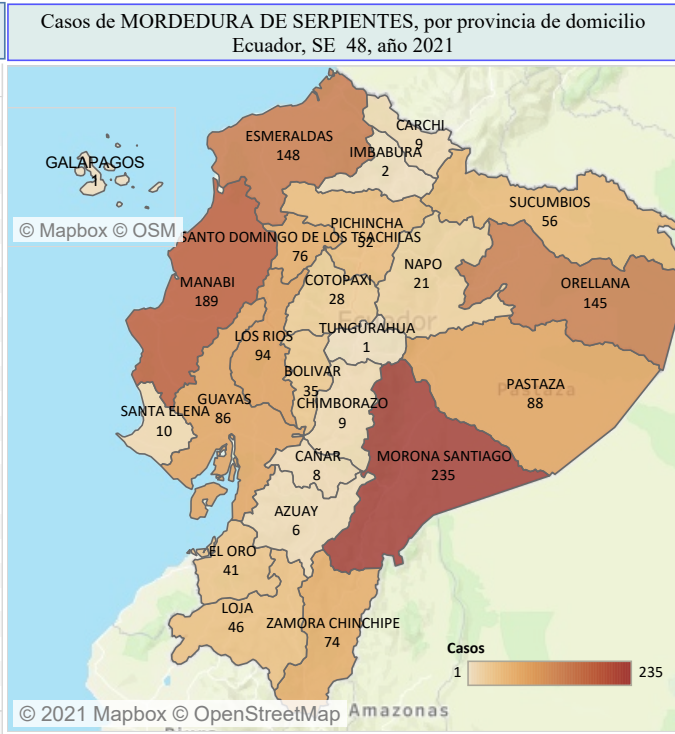 Casos de MORDEDURA DE SERPIENTES, por provincia de domicilio
Ecuador, SE 48, año 2021
CARCHI
9
ESMERALDAS
148
IMBABURA
2
GALAPAGOS
1
SUCUMBIOS
56
© Mapbox © OSM
PICHINCHA
52
SANTO DOMINGO DE LOS TSACHILAS
76
NAPO
21
COTOPAXI
28
MANABI
189
ORELLANA
145
Ecuador
TUNGURAHUA
1
LOS RIOS
94
BOLIVAR
35
PASTAZA
88
Pastaza
GUAYAS
86
CHIMBORAZO
9
SANTA ELENA
10
CAÑAR
8
MORONA SANTIAGO
235
AZUAY
6
EL ORO
41
LOJA
46
ZAMORA CHINCHIPE
74
Casos
1 235
© 2021 Mapbox © OpenStreetMap
Amazonas